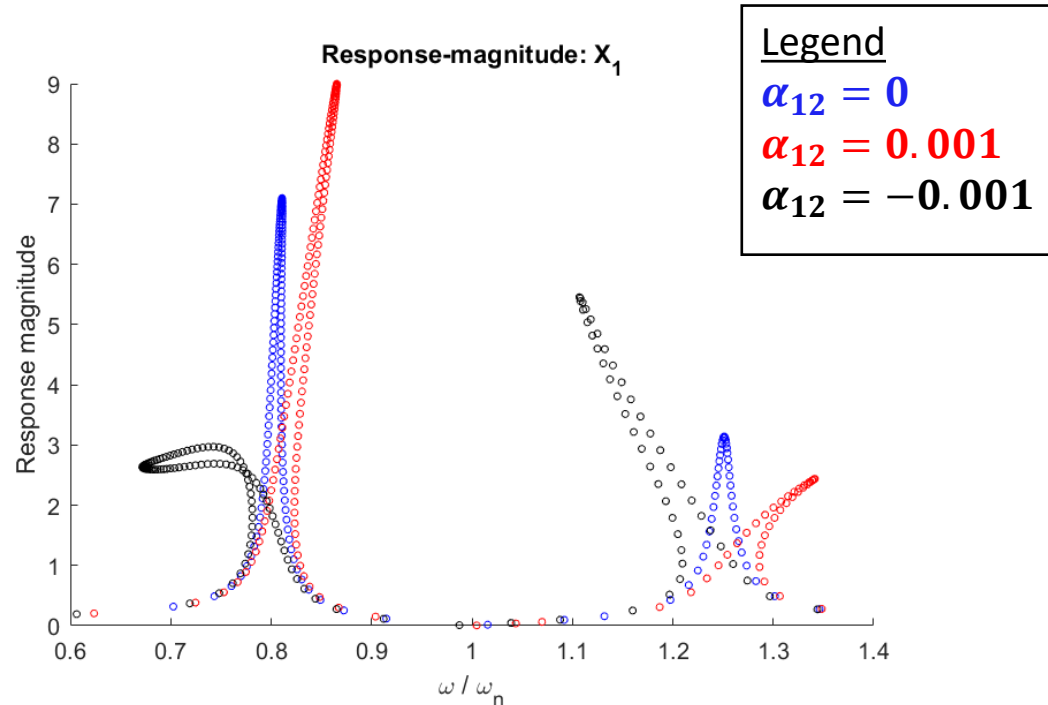 Response-magnitude: X₁
Legend
α₁₂ = 0
α₁₂ = 0.001
α₁₂ = −0.001
Response magnitude
9
8
7
6
5
4
3
2
1
0
0.6 0.7 0.8 0.9 1 1.1 1.2 1.3 1.4
ω / ωₙ